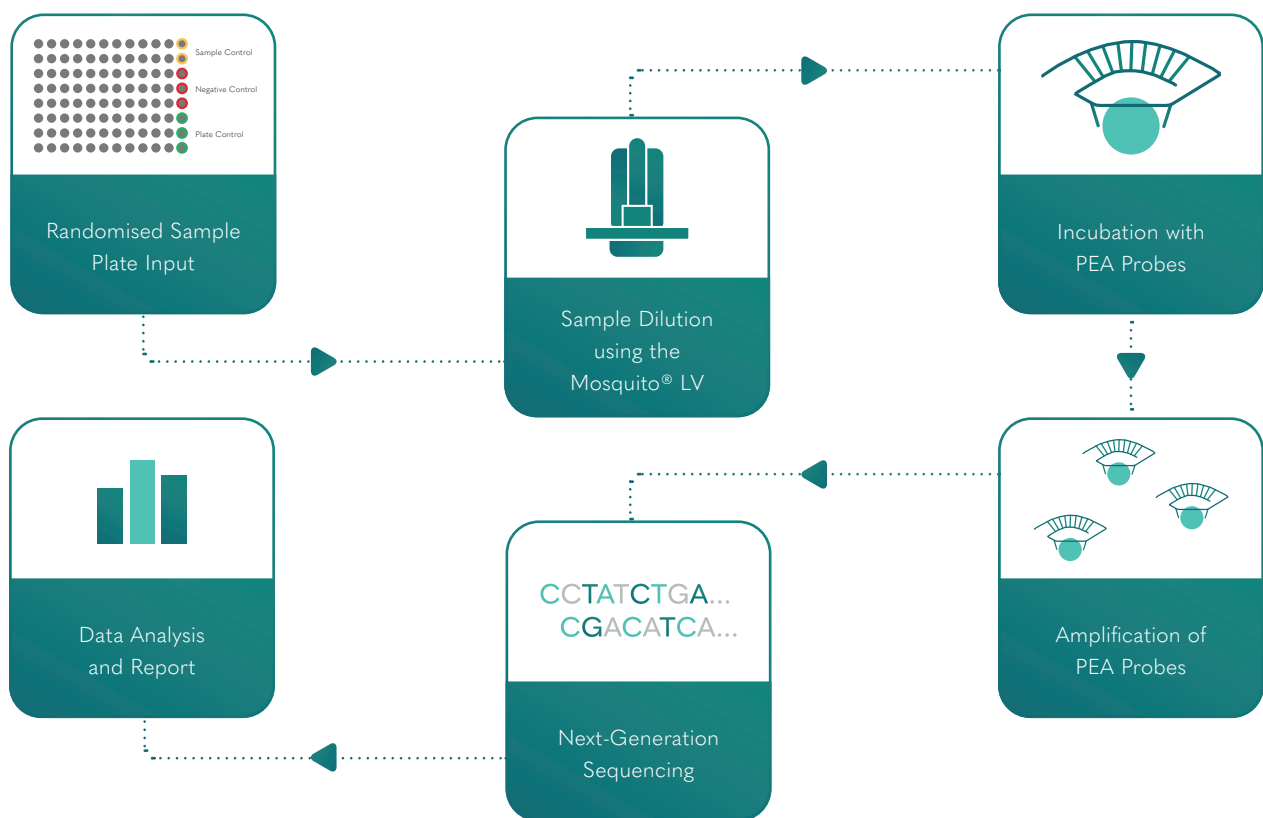 Sample Control
Negative Control
Plate Control
Randomised Sample
Plate Input
Sample Dilution
using the
Mosquito® LV
Incubation with
PEA Probes
Amplification of
PEA Probes
CCTATCTGA...
CGACATCA...
Next-Generation
Sequencing
Data Analysis
and Report